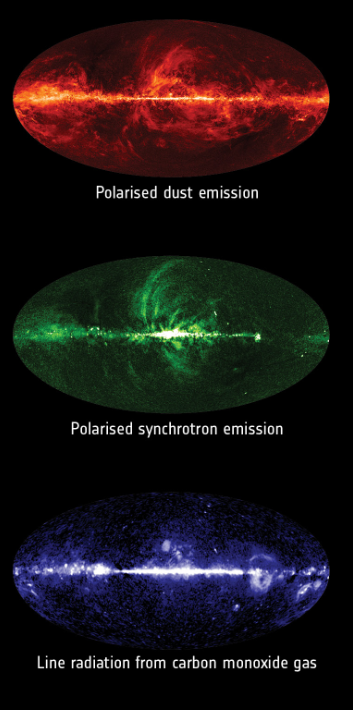 Polarised dust emission
Polarised synchrotron emission
Line radiation from carbon monoxide gas